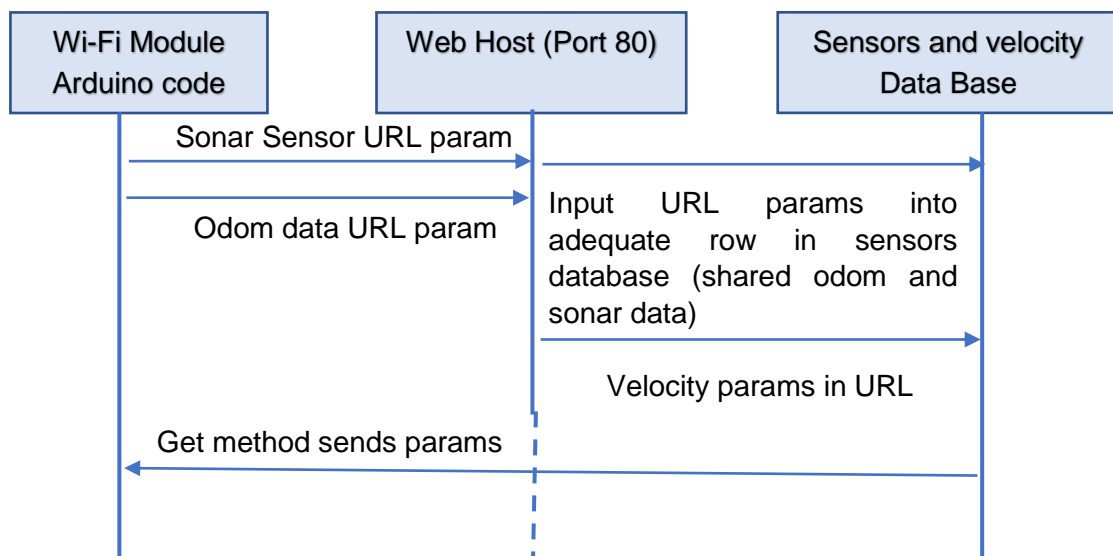 Wi-Fi Module
Arduino code
Web Host (Port 80)
Sensors and velocity
Data Base
Sonar Sensor URL param
Odom data URL param
Input URL params into
adequate row in sensors
database (shared odom and
sonar data)
Velocity params in URL
Get method sends params